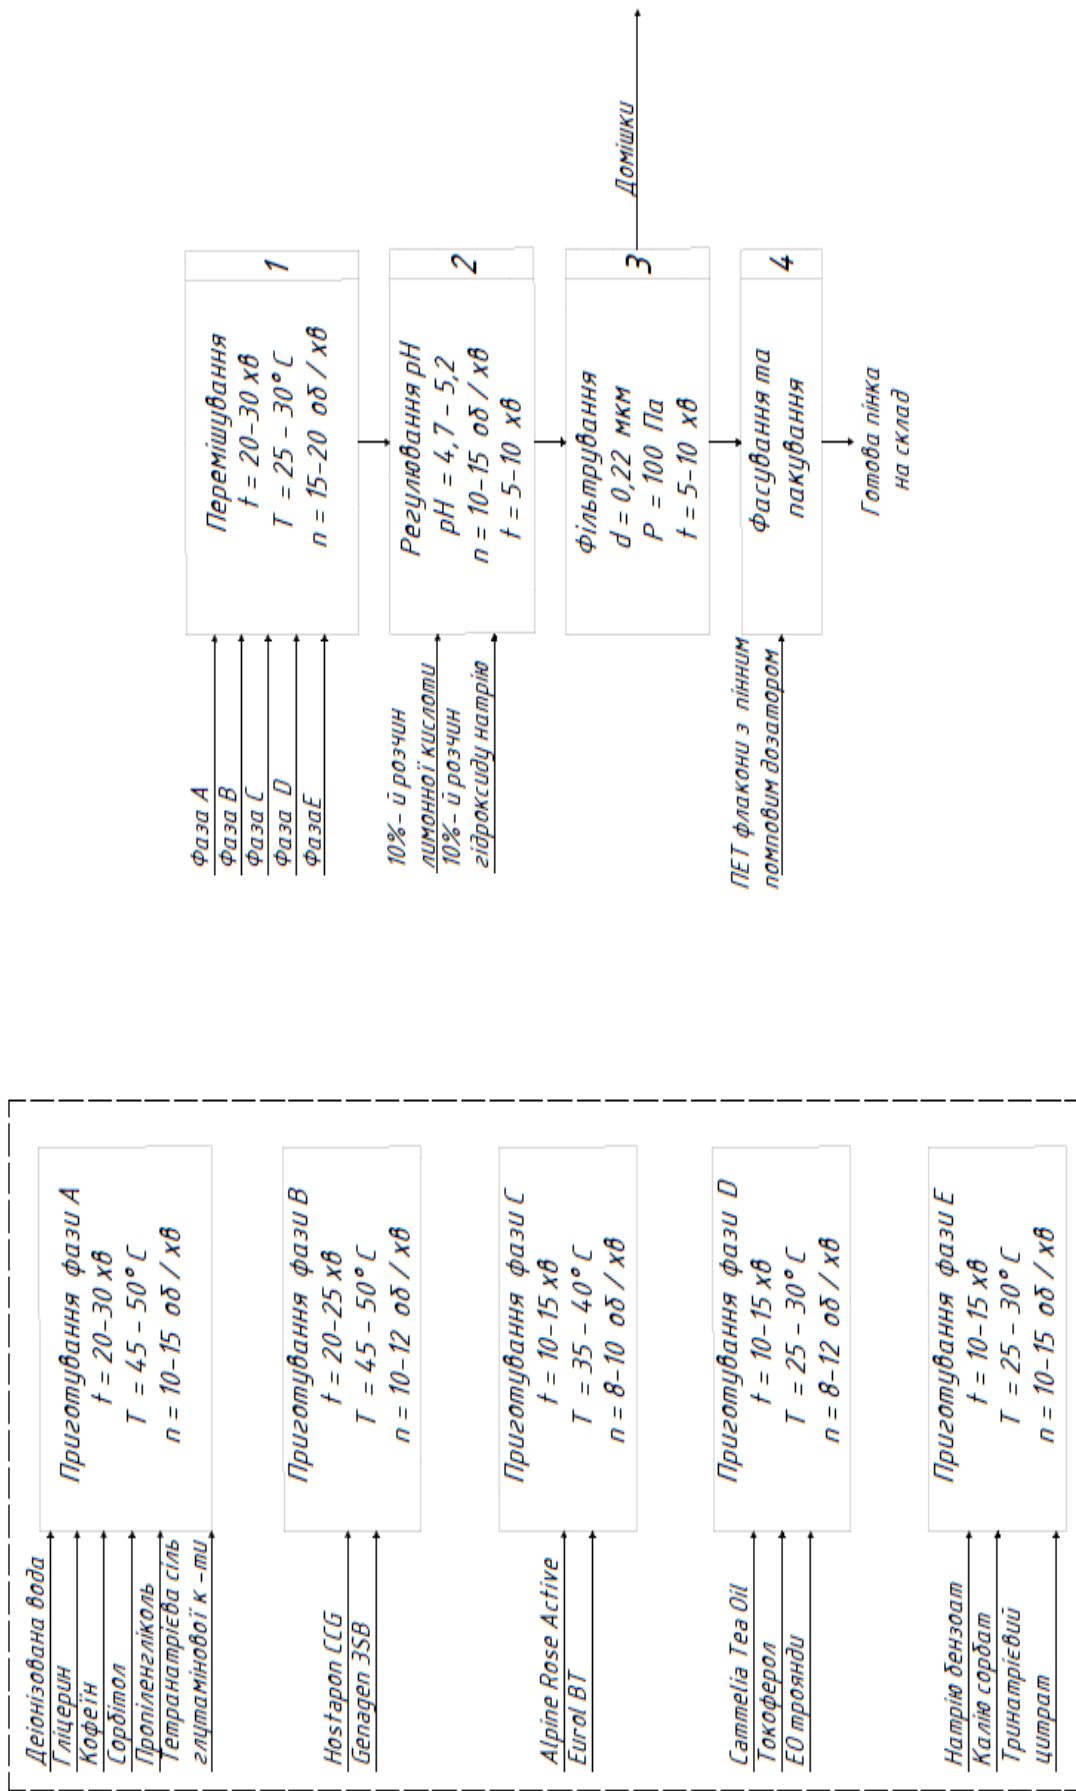 Деіонізована вода
Гліцерин
Кофеїн
Сорбітол
Пропіленгліколь
Тетранатрієва сіль
глутамінової к -ти
Приготування фази А
t = 20-30 хв
T = 45 - 50° C
n = 10-15 об / хв
Hostapon CCG
Genagen 3SB
Приготування фази В
t = 20-25 хв
T = 45 - 50° C
n = 10-12 об / хв
Alpine Rose Active
Eurol BT
Приготування фази С
t = 10-15 хв
T = 35 - 40° C
n = 8-10 об / хв
Cammelia Tea Oil
Токоферол
ЕО троянди
Приготування фази D
t = 10-15 хв
T = 25 - 30° C
n = 8-12 об / хв
Натрію бензоат
Калію сорбат
Тринатрієвий
цитрат
Приготування фази Е
t = 10-15 хв
T = 25 - 30° C
n = 10-15 об / хв
Фаза А
Фаза В
Фаза С
Фаза D
ФазаЕ
Перемішування
t = 20-30 хв
T = 25 - 30° C
n = 15-20 об / хв
1
10%- й розчин
лимонної кислоти
10%- й розчин
гідроксиду натрію
Регулювання рН
рН = 4,7 - 5,2
n = 10-15 об / хв
t = 5-10 хв
2
Фільтрування
d = 0,22 мкм
P = 100 Па
t = 5-10 хв
3
Домішки
ПЕТ флакони з пінним
помповим дозатором
Фасування та
пакування
4
Готова пінка
на склад